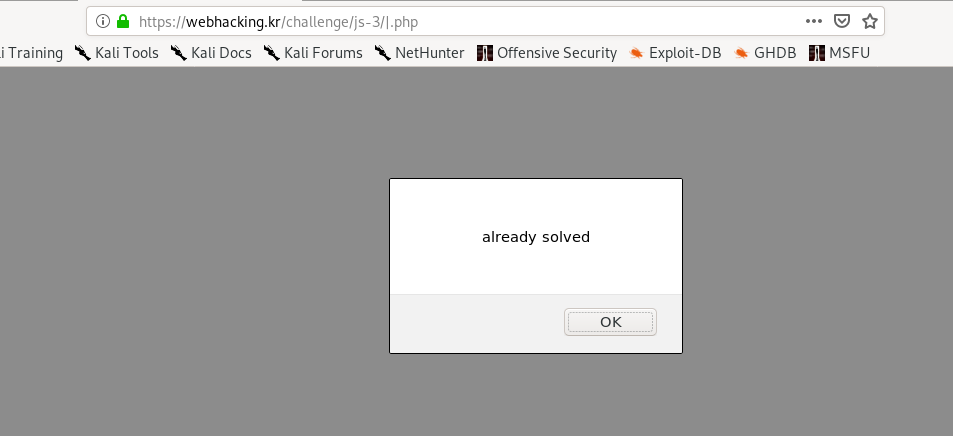 https://webhacking.kr/challenge/js-3/|.php
li Training Kali Tools Kali Docs Kali Forums NetHunter Offensive Security Exploit-DB GHDB MSFU
already solved
OK